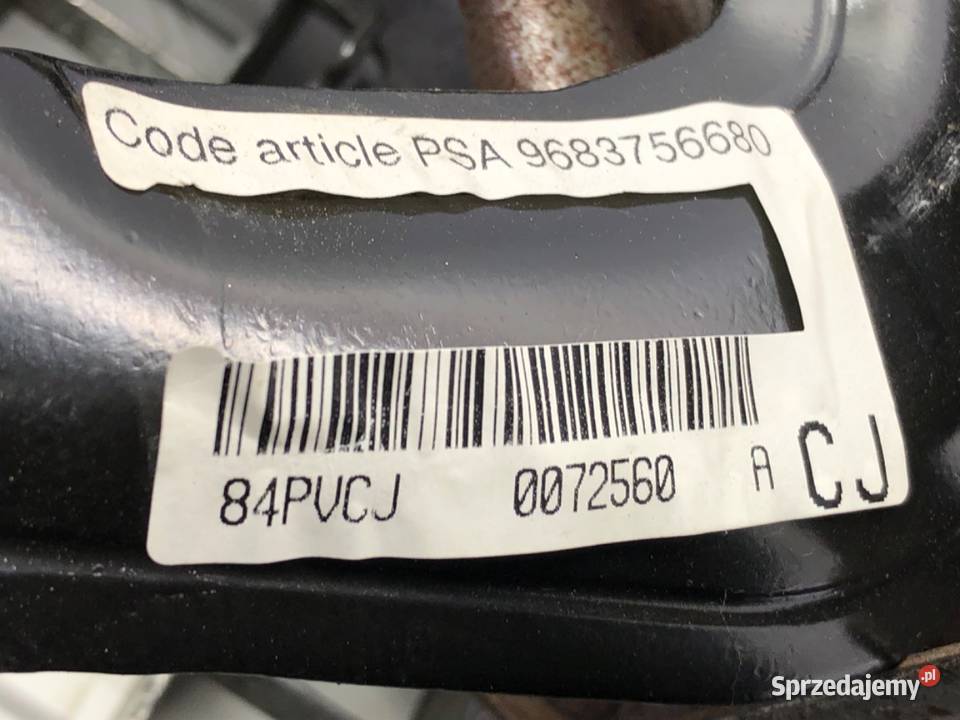 Code article PSA 9683756680
84PVCJ 0072560 A CJ
Sprzedajemy.pl